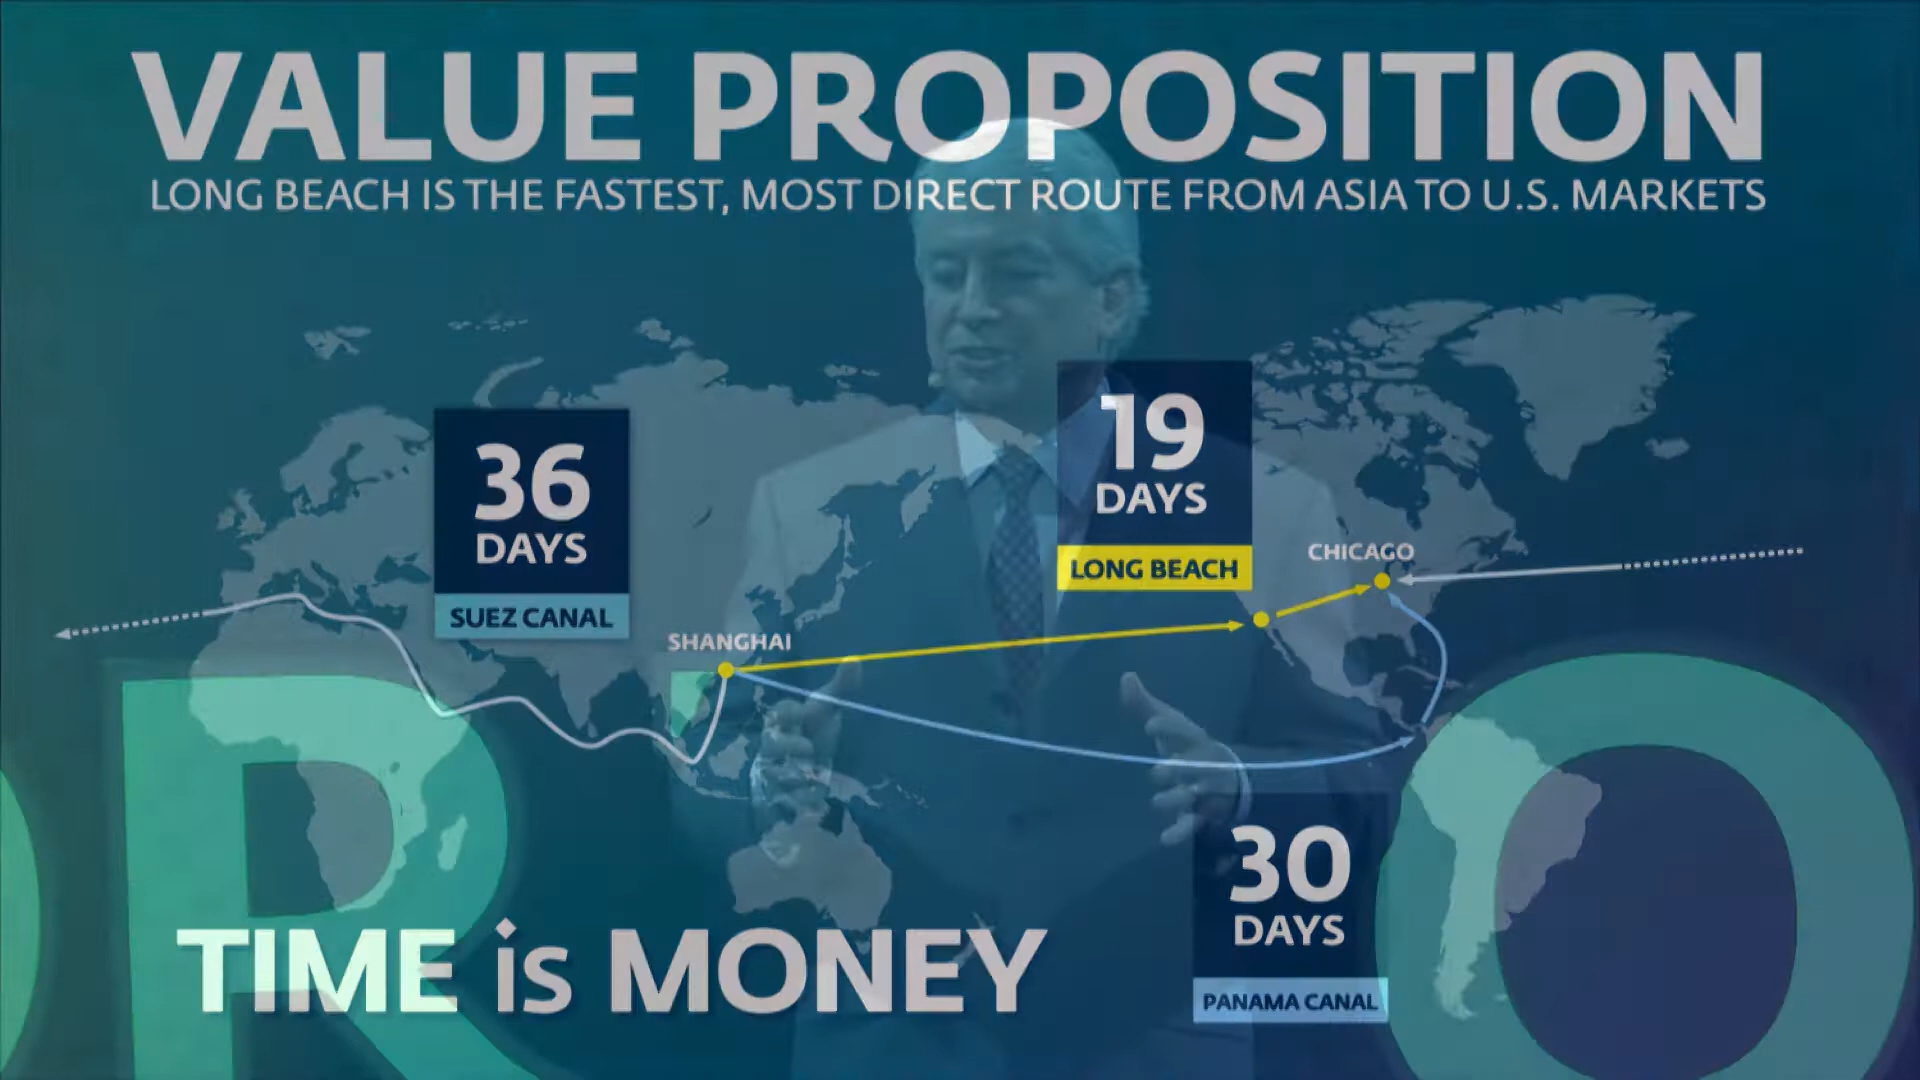 VALUE PROPOSITION
LONG BEACH IS THE FASTEST, MOST DIRECT ROUTE FROM ASIA TO U.S. MARKETS
36
DAYS
SUEZ CANAL
19
DAYS
LONG BEACH
CHICAGO
SHANGHAI
30
DAYS
PANAMA CANAL
TIME is MONEY
R O